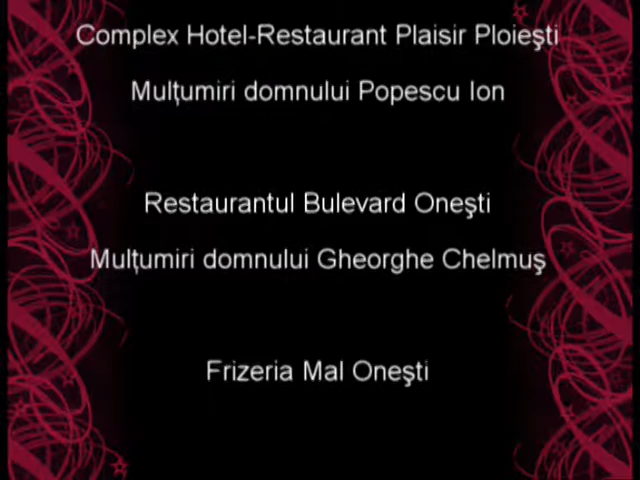 Complex Hotel-Restaurant Plaisir Ploieşti
Mulţumiri domnului Popescu Ion
Restaurantul Bulevard Oneşti
Mulţumiri domnului Gheorghe Chelmuş
Frizeria Mal Oneşti